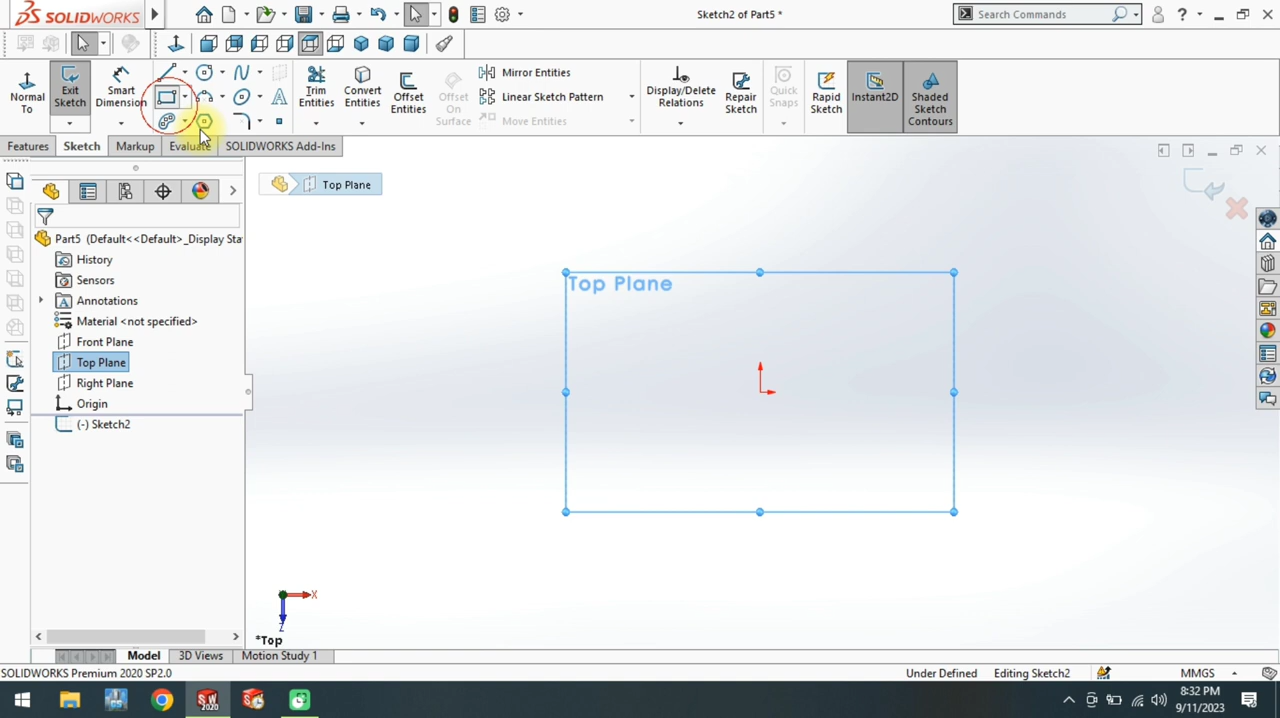 SOLIDWORKS
Sketch2 of Part5 *
Search Commands
Normal To
Exit Sketch
Smart Dimension
Trim Entities
Convert Entities
Offset Entities
Offset On Surface
Mirror Entities
Linear Sketch Pattern
Move Entities
Display/Delete Relations
Repair Sketch
Quick Snaps
Rapid Sketch
Instant2D
Shaded Sketch Contours
Features
Sketch
Markup
Evaluate
SOLIDWORKS Add-Ins
Top Plane
Part5 (Default<<Default>_Display Sta
History
Sensors
Annotations
Material <not specified>
Front Plane
Top Plane
Right Plane
Origin
(-) Sketch2
Top Plane
X
Z
*Top
Model
3D Views
Motion Study 1
SOLIDWORKS Premium 2020 SP2.0
Under Defined
Editing Sketch2
MMGS
SW
2020
8:32 PM
9/11/2023